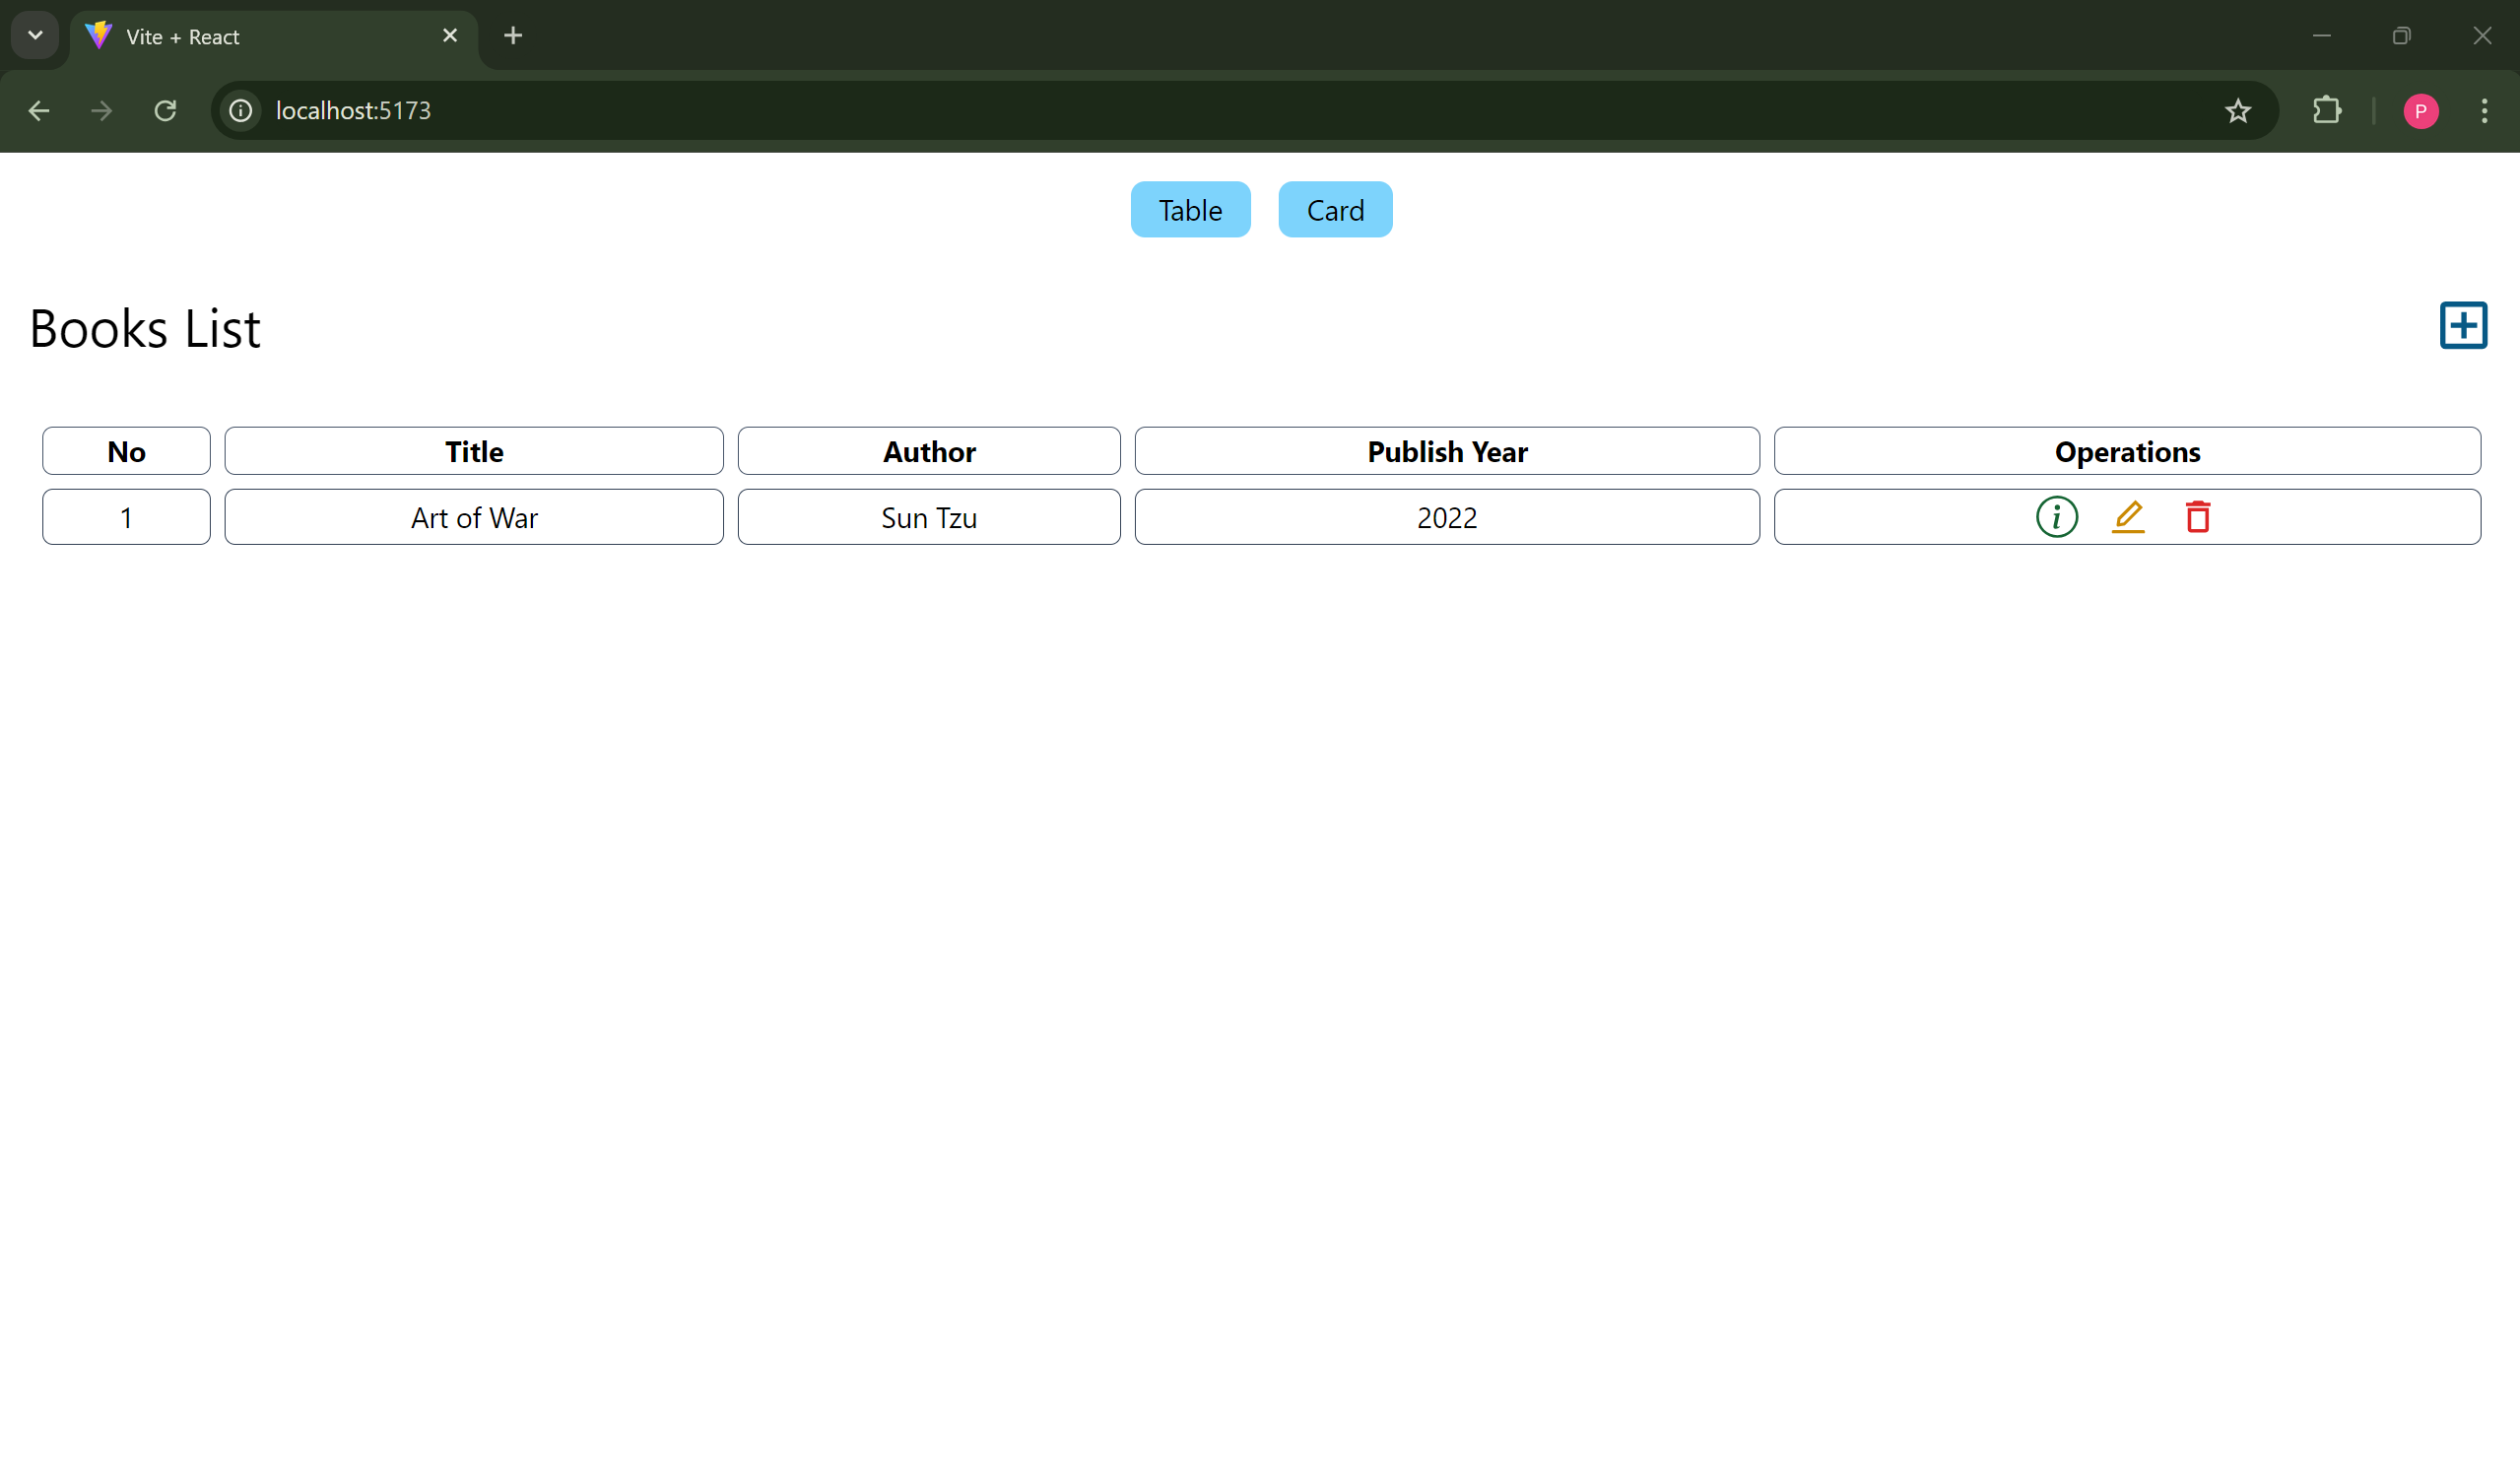 Vite + React
localhost:5173
P
Table Card
Books List
No Title Author Publish Year Operations
1 Art of War Sun Tzu 2022